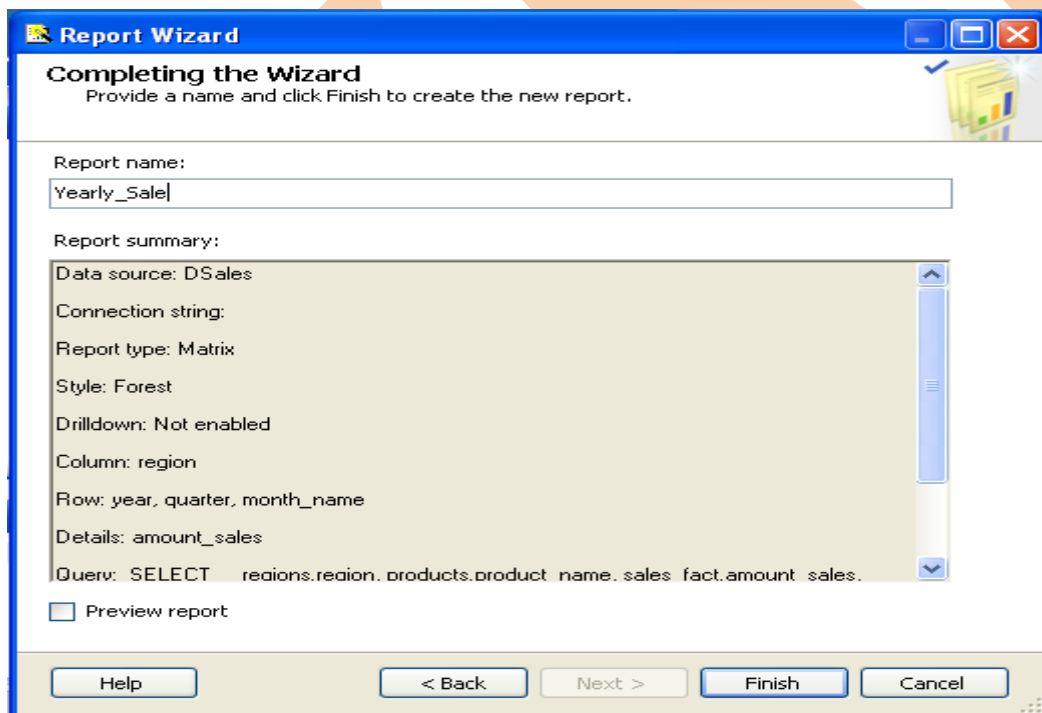 Report Wizard
Completing the Wizard
Provide a name and click Finish to create the new report.
Report name:
Yearly_Sale
Report summary:
Data source: DSales
Connection string:
Report type: Matrix
Style: Forest
Drilldown: Not enabled
Column: region
Row: year, quarter, month_name
Details: amount_sales
Query: SELECT regions.region, products.product_name, sales_fact.amount_sales,
Preview report
Help < Back Next > Finish Cancel